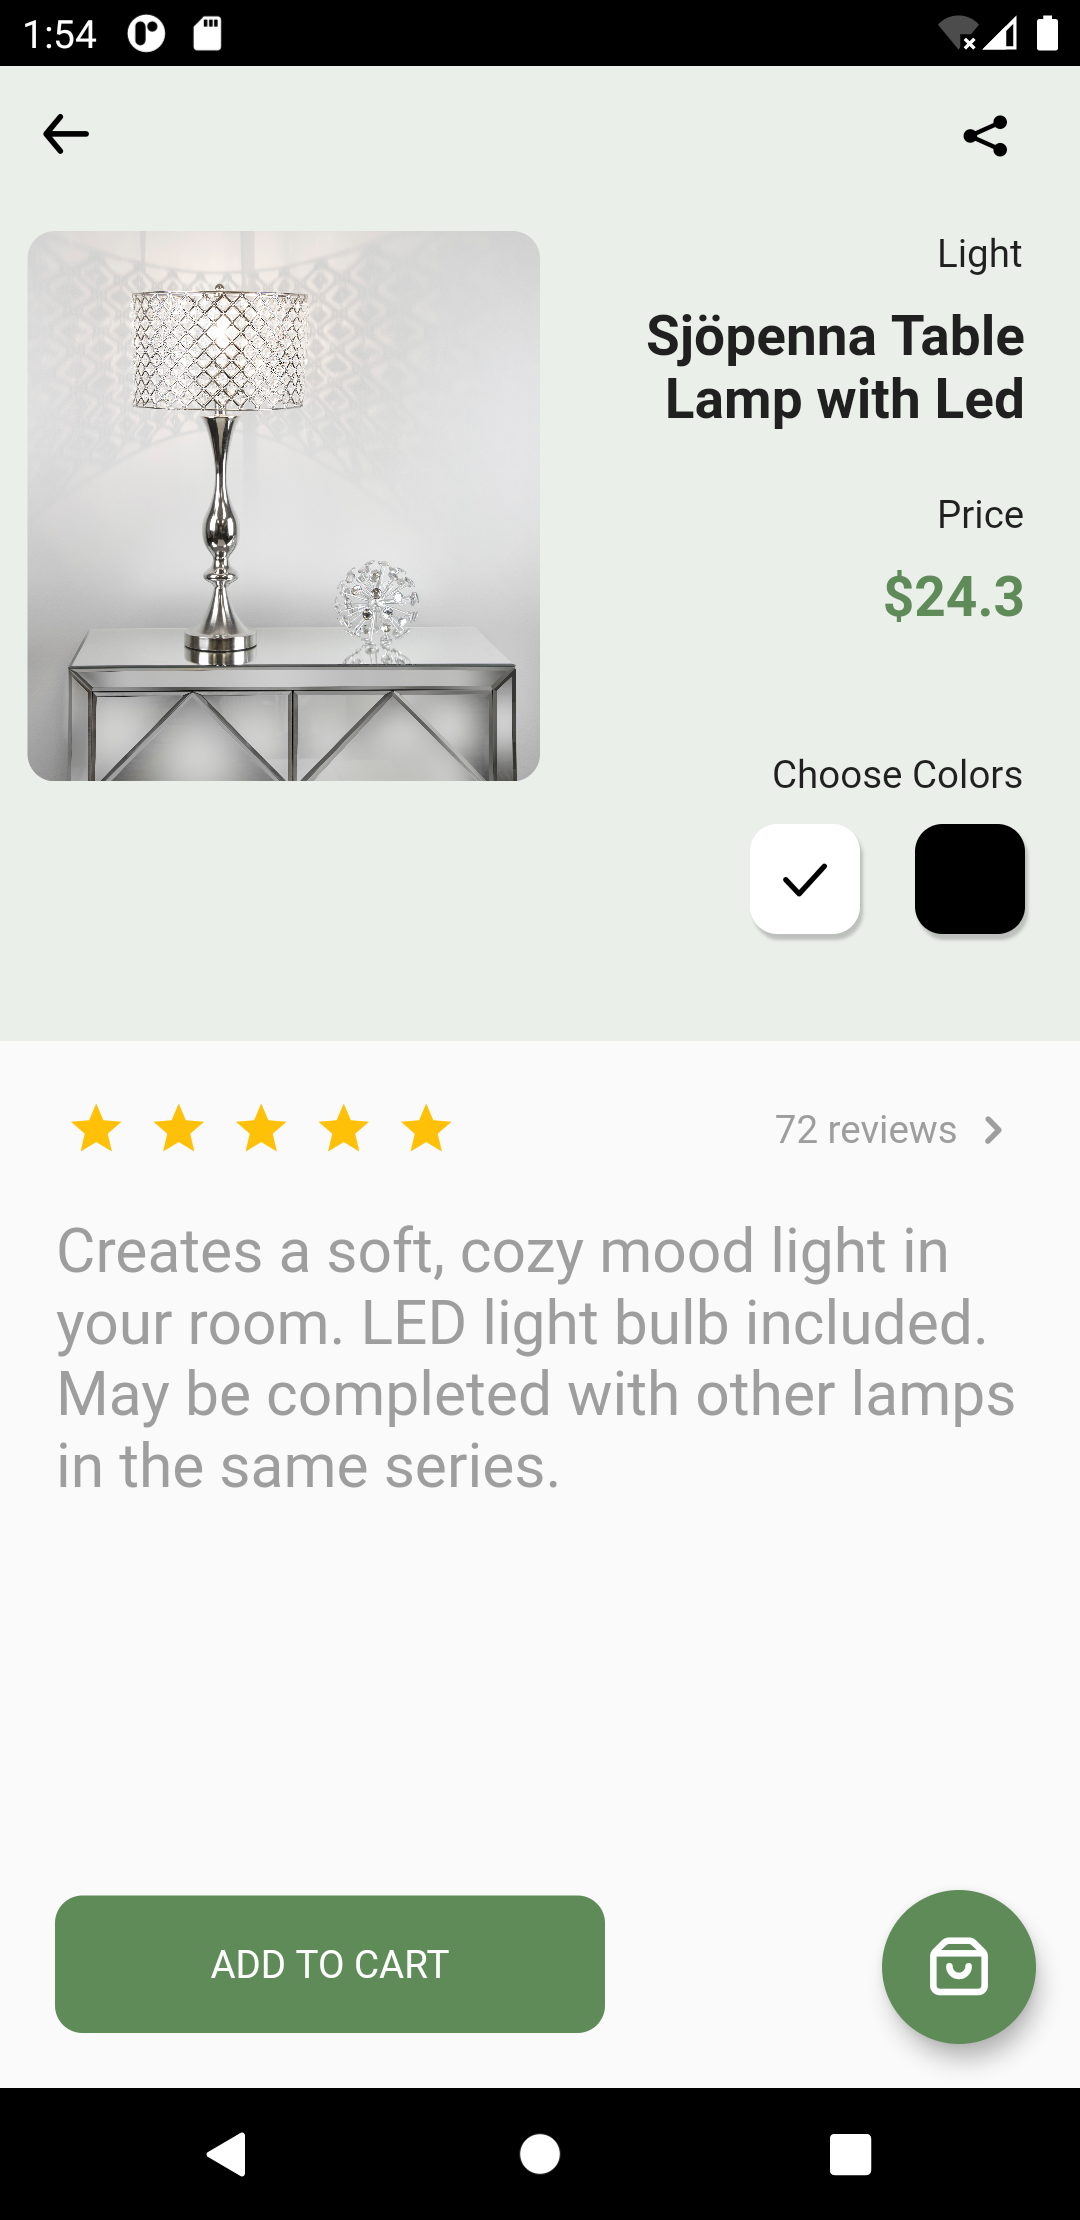 1:54
Light
Sjöpenna Table
Lamp with Led
Price
$24.3
Choose Colors
72 reviews
Creates a soft, cozy mood light in
your room. LED light bulb included.
May be completed with other lamps
in the same series.
ADD TO CART